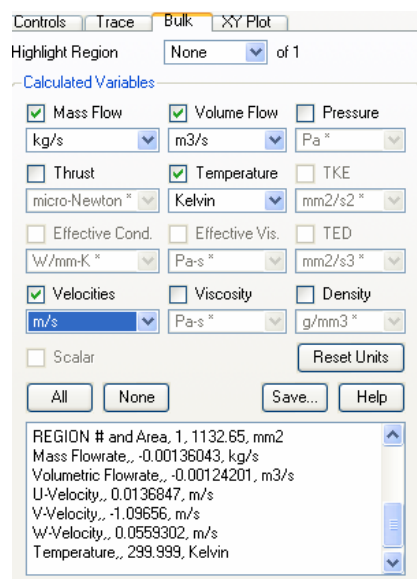 Controls Trace Bulk XY Plot
Highlight Region None of 1
Calculated Variables
Mass Flow Volume Flow Pressure
kg/s m3/s Pa *
Thrust Temperature TKE
micro-Newton * Kelvin mm2/s2 *
Effective Cond. Effective Vis. TED
W/mm-K * Pa-s * mm2/s3 *
Velocities Viscosity Density
m/s Pa-s * g/mm3 *
Scalar Reset Units
All None Save... Help
REGION # and Area, 1, 1132.65, mm2
Mass Flowrate,, -0.00136043, kg/s
Volumetric Flowrate,, -0.00124201, m3/s
U-Velocity,, 0.0136847, m/s
V-Velocity,, -1.09656, m/s
W-Velocity,, 0.0559302, m/s
Temperature,, 299.999, Kelvin